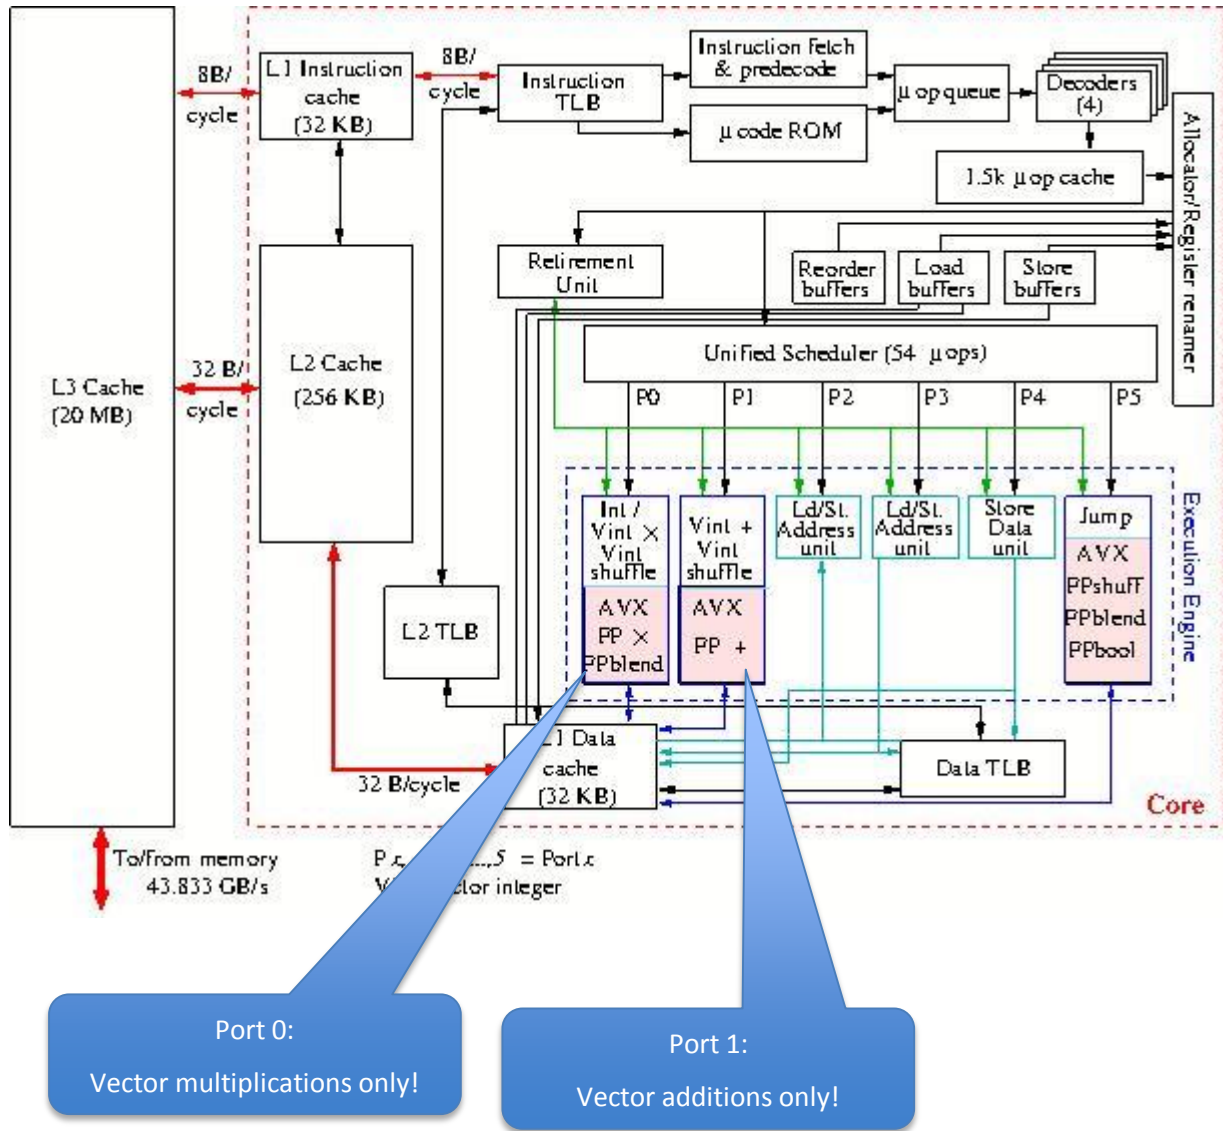 8B/
cycle
L1 Instruction
cache
(32 KB)
8B/
cycle
Instruction
TLB
Instruction fetch
& predecode
μ code ROM
μ op queue
Decoders
(4)
1.5k μ op cache
Allocator/Register renamer
Retirement
Unit
Reorder
buffers
Load
buffers
Store
buffers
L3 Cache
(20 MB)
32 B/
cycle
L2 Cache
(256 KB)
Unified Scheduler (54 μ ops)
P0
P1
P2
P3
P4
P5
Int /
Vint ×
Vint
shuffle
AVX
PP ×
PPblend
Vint +
Vint
shuffle
AVX
PP +
Ld/St.
Address
unit
Ld/St.
Address
unit
Store
Data
unit
Jump
AVX
PPshuff
PPblend
PPbool
Execution Engine
L2 TLB
32 B/cycle
L1 Data
cache
(32 KB)
Data TLB
Core
To/from memory
43.833 GB/s
P x, ...,5 = Port x
integer
Port 0:
Vector multiplications only!
Port 1:
Vector additions only!